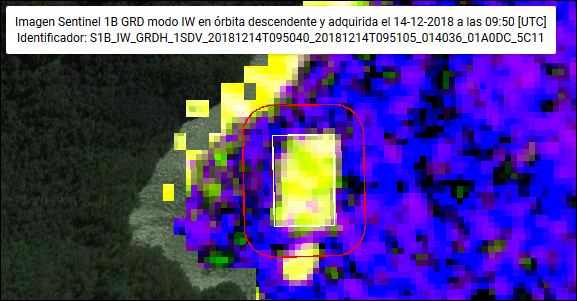 Imagen Sentinel 1B GRD modo IW en órbita descendente y adquirida el 14-12-2018 a las 09:50 [UTC]
Identificador: S1B_IW_GRDH_1SDV_20181214T095040_20181214T095105_014036_01A0DC_5C11